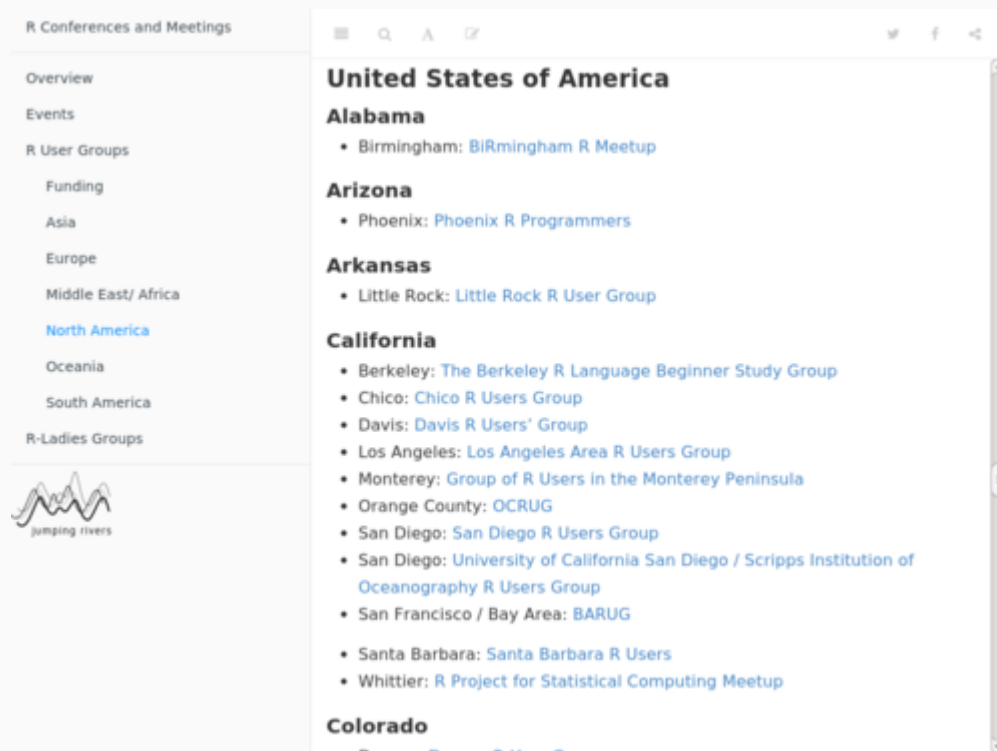 R Conferences and Meetings
Overview
Events
R User Groups
Funding
Asia
Europe
Middle East/ Africa
North America
Oceania
South America
R-Ladies Groups
jumping rivers
A
United States of America
Alabama
• Birmingham: BiRmingham R Meetup
Arizona
• Phoenix: Phoenix R Programmers
Arkansas
• Little Rock: Little Rock R User Group
California
• Berkeley: The Berkeley R Language Beginner Study Group
• Chico: Chico R Users Group
• Davis: Davis R Users’ Group
• Los Angeles: Los Angeles Area R Users Group
• Monterey: Group of R Users in the Monterey Peninsula
• Orange County: OCRUG
• San Diego: San Diego R Users Group
• San Diego: University of California San Diego / Scripps Institution of
Oceanography R Users Group
• San Francisco / Bay Area: BARUG
• Santa Barbara: Santa Barbara R Users
• Whittier: R Project for Statistical Computing Meetup
Colorado